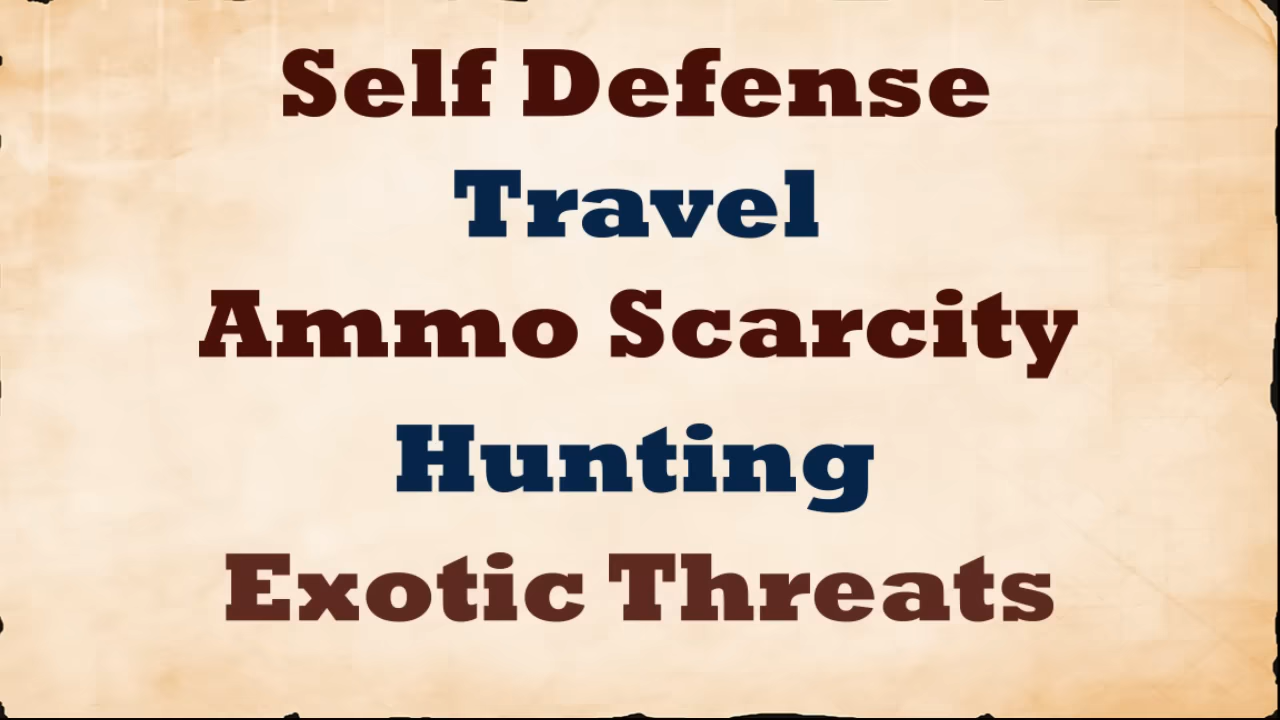 Self Defense
Travel
Ammo Scarcity
Hunting
Exotic Threats